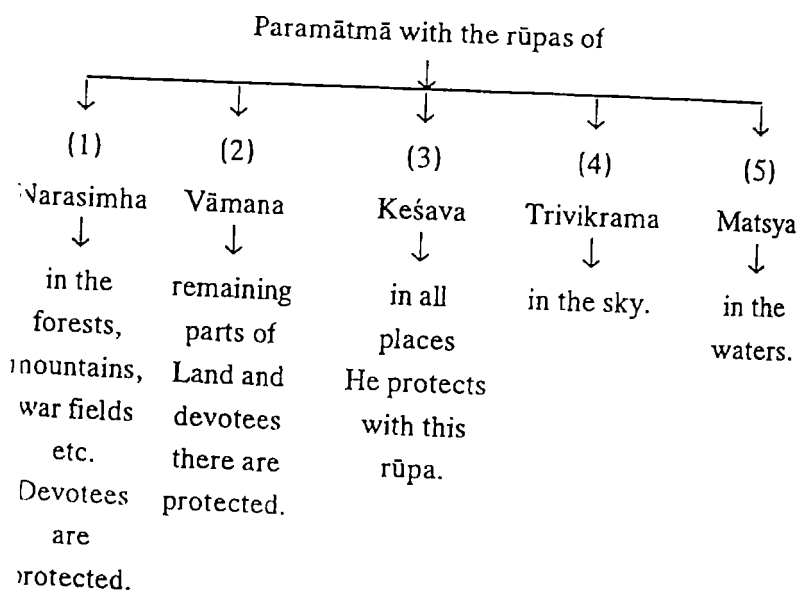 Paramātmā with the rūpas of
(1) (2) (3) (4) (5)
Narasimha Vāmana Keśava Trivikrama Matsya
in the
forests,
mountains,
war fields
etc.
Devotees
are
protected.
remaining
parts of
Land and
devotees
there are
protected.
in all
places
He protects
with this
rūpa.
in the sky.
in the
waters.